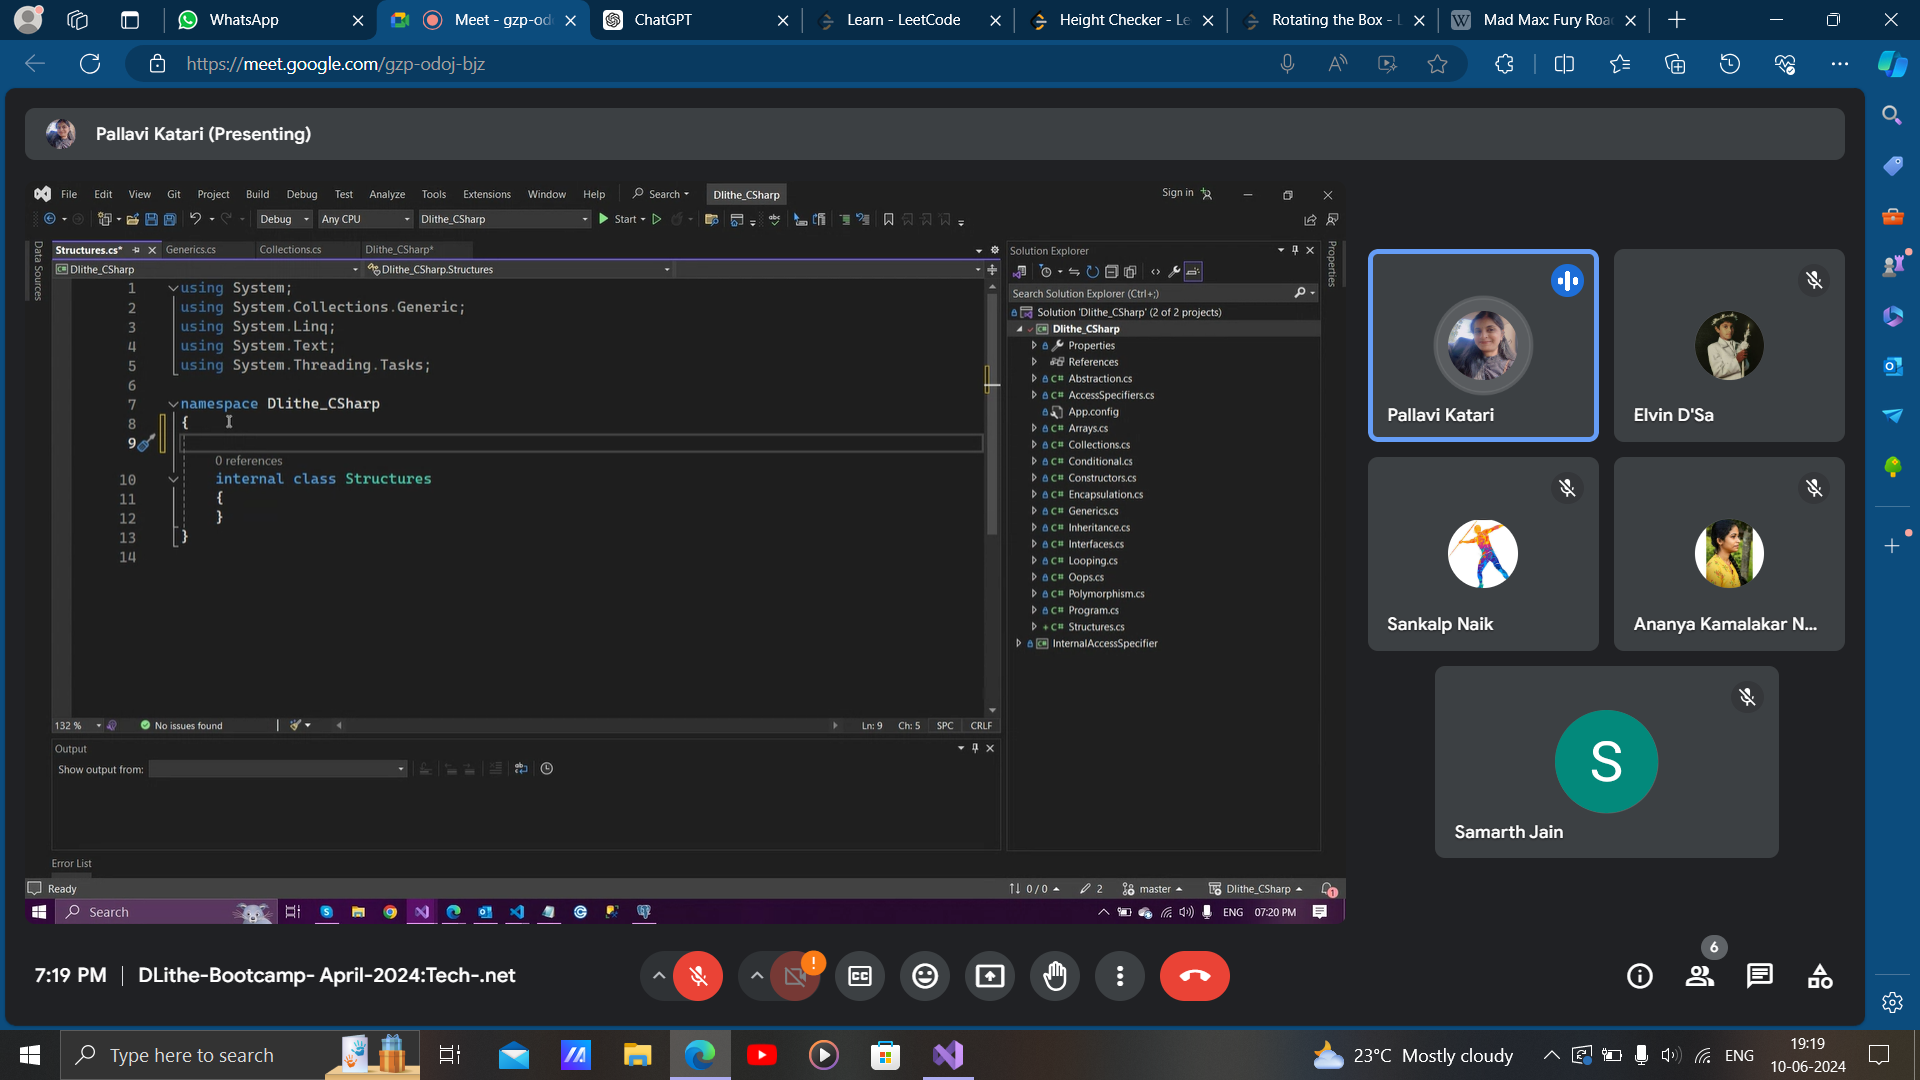 WhatsApp
Meet - gzp-od
ChatGPT
Learn - LeetCode
Height Checker - Le
Rotating the Box - L
Mad Max: Fury Roa
https://meet.google.com/gzp-odoj-bjz
Pallavi Katari (Presenting)
File Edit View Git Project Build Debug Test Analyze Tools Extensions Window Help Search Dlithe_CSharp Sign in
Debug Any CPU Dlithe_CSharp Start
Structures.cs* Generics.cs Collections.cs Dlithe_CSharp*
Dlithe_CSharp Dlithe_CSharp.Structures
Data Sources
1 using System;
2 using System.Collections.Generic;
3 using System.Linq;
4 using System.Text;
5 using System.Threading.Tasks;
6
7 namespace Dlithe_CSharp
8 {
9
0 references
10 internal class Structures
11 {
12 }
13 }
14
132 % No issues found Ln: 9 Ch: 5 SPC CRLF
Output
Show output from:
Error List
Solution Explorer
Search Solution Explorer (Ctrl+;)
Solution 'Dlithe_CSharp' (2 of 2 projects)
Dlithe_CSharp
Properties
References
C# Abstraction.cs
C# AccessSpecifiers.cs
App.config
C# Arrays.cs
C# Collections.cs
C# Conditional.cs
C# Constructors.cs
C# Encapsulation.cs
C# Generics.cs
C# Inheritance.cs
C# Interfaces.cs
C# Looping.cs
C# Oops.cs
C# Polymorphism.cs
C# Program.cs
C# Structures.cs
InternalAccessSpecifier
Properties
Ready 0 / 0 2 master Dlithe_CSharp 1
Search ENG 07:20 PM
Pallavi Katari
Elvin D'Sa
Sankalp Naik
Ananya Kamalakar N...
S
Samarth Jain
7:19 PM DLithe-Bootcamp- April-2024:Tech-.net
! CC 6
Type here to search
23°C Mostly cloudy ENG
19:19
10-06-2024